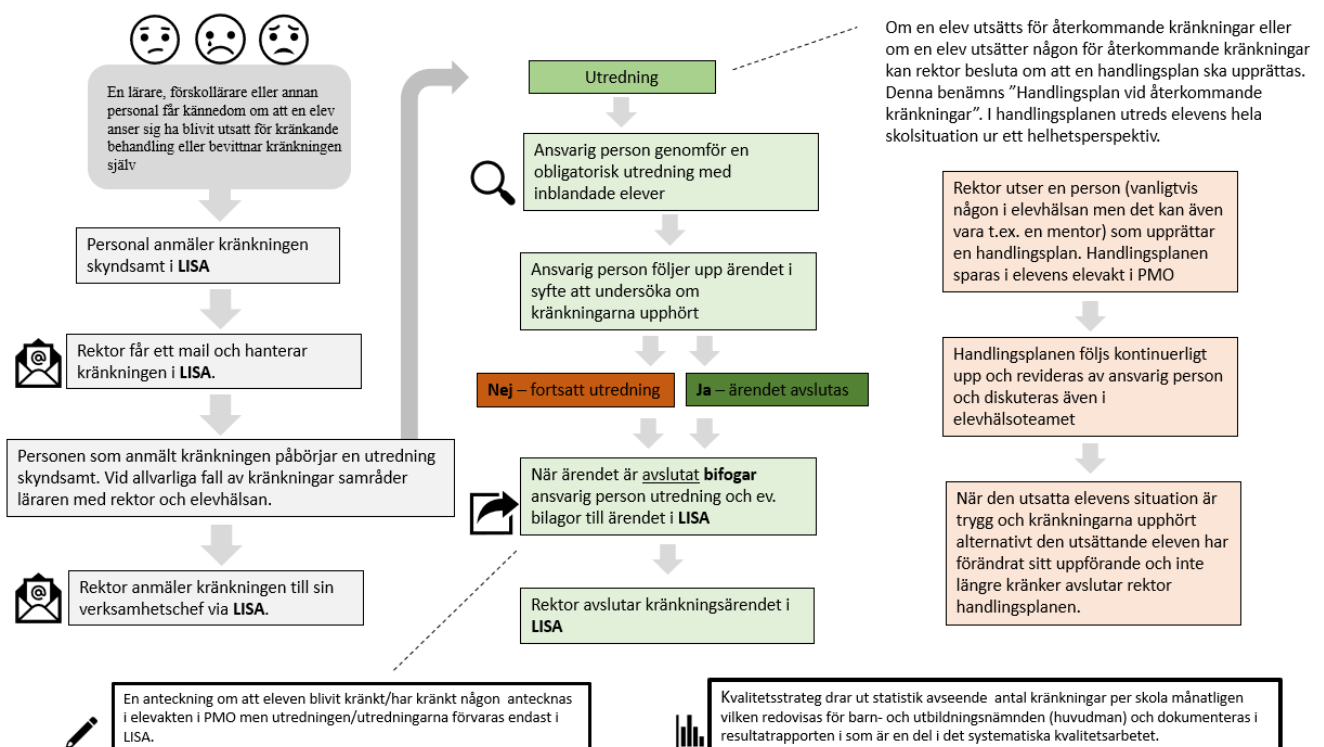 En lärare, förskollärare eller annan
personal får kännedom om att en elev
anser sig ha blivit utsatt för kränkande
behandling eller bevittnar kränkningen
själv
Personal anmäler kränkningen
skyndsamt i LISA
Rektor får ett mail och hanterar
kränkningen i LISA.
Personen som anmält kränkningen påbörjar en utredning
skyndsamt. Vid allvarliga fall av kränkningar samråder
läraren med rektor och elevhälsan.
Rektor anmäler kränkningen till sin
verksamhetschef via LISA.
Utredning
Ansvarig person genomför en
obligatorisk utredning med
inblandade elever
Ansvarig person följer upp ärendet i
syfte att undersöka om
kränkningarna upphört
Nej – fortsatt utredning
Ja – ärendet avslutas
När ärendet är avslutat bifogar
ansvarig person utredning och ev.
bilagor till ärendet i LISA
Rektor avslutar kränkningsärendet i
LISA
Om en elev utsätts för återkommande kränkningar eller
om en elev utsätter någon för återkommande kränkningar
kan rektor besluta om att en handlingsplan ska upprättas.
Denna benämns ”Handlingsplan vid återkommande
kränkningar”. I handlingsplanen utreds elevens hela
skolsituation ur ett helhetsperspektiv.
Rektor utser en person (vanligtvis
någon i elevhälsan men det kan även
vara t.ex. en mentor) som upprättar
en handlingsplan. Handlingsplanen
sparas i elevens elevakt i PMO
Handlingsplanen följs kontinuerligt
upp och revideras av ansvarig person
och diskuteras även i
elevhälsoteamet
När den utsatta elevens situation är
trygg och kränkningarna upphört
alternativt den utsättande eleven har
förändrat sitt uppförande och inte
längre kränker avslutar rektor
handlingsplanen.
En anteckning om att eleven blivit kränkt/har kränkt någon antecknas
i elevakten i PMO men utredningen/utredningarna förvaras endast i
LISA.
Kvalitetsstrateg drar ut statistik avseende antal kränkningar per skola månatligen
vilken redovisas för barn- och utbildningsnämnden (huvudman) och dokumenteras i
resultatrapporten i som är en del i det systematiska kvalitetsarbetet.